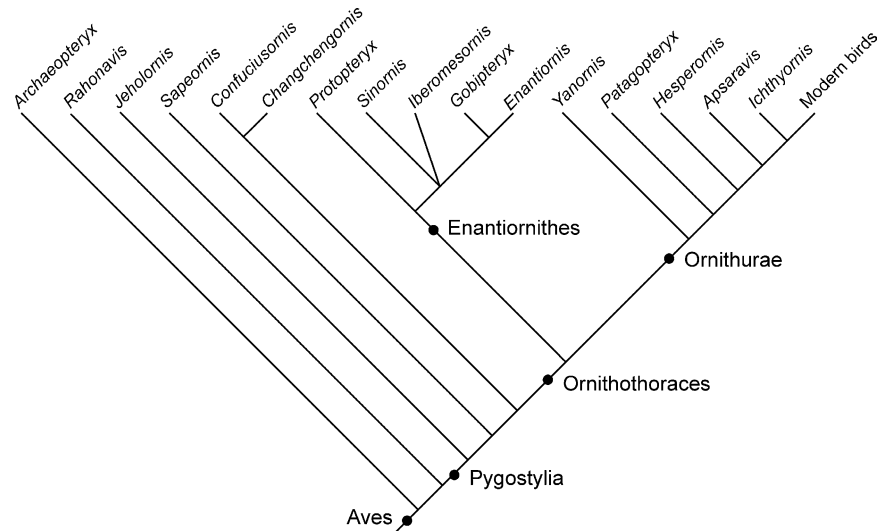 Archaeopteryx
Rahonavis
Jeholornis
Sapeornis
Confuciusornis
Changchengornis
Protopteryx
Sinornis
Iberomesornis
Gobipteryx
Enantiornis
Yanornis
Patagopteryx
Hesperornis
Apsaravis
Ichthyornis
Modern birds
Enantiornithes
Ornithurae
Ornithothoraces
Pygostylia
Aves